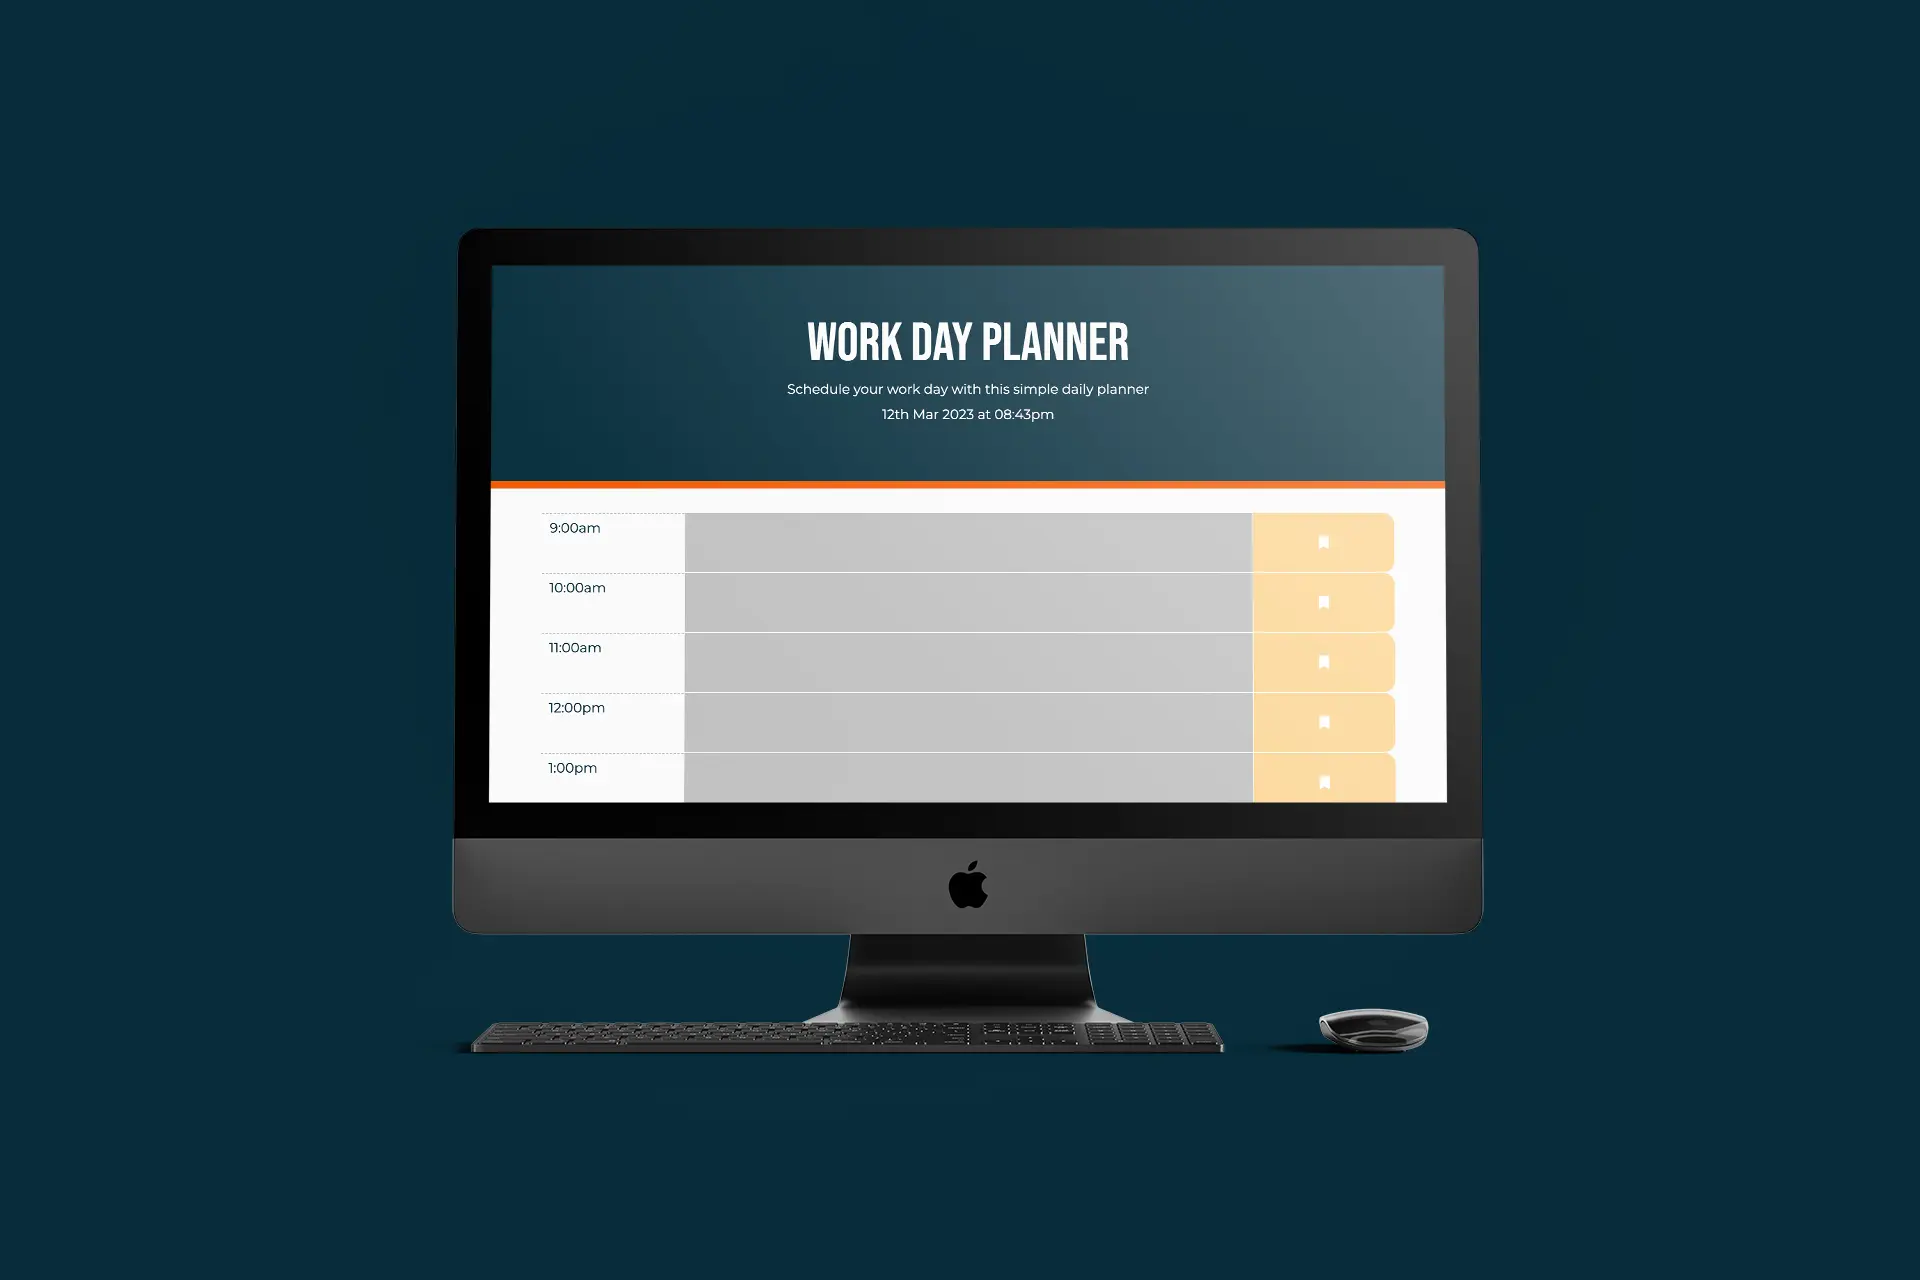 WORK DAY PLANNER
Schedule your work day with this simple daily planner
12th Mar 2023 at 08:43pm
9:00am
10:00am
11:00am
12:00pm
1:00pm